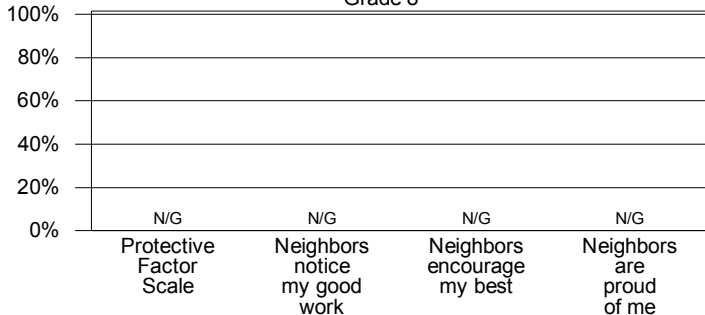 Grade
100%
80%
60%
40%
20%
0%
N/G N/G N/G N/G
Protective
Factor
Scale
Neighbors
notice
my good
work
Neighbors
encourage
my best
Neighbors
are
proud
of me